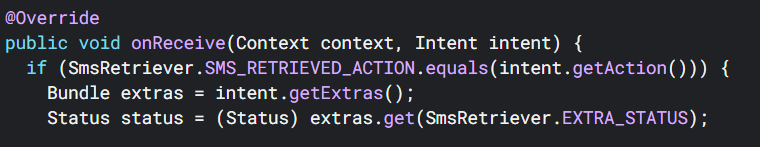 @Override
public void onReceive(Context context, Intent intent) {
  if (SmsRetriever.SMS_RETRIEVED_ACTION.equals(intent.getAction())) {
    Bundle extras = intent.getExtras();
    Status status = (Status) extras.get(SmsRetriever.EXTRA_STATUS);